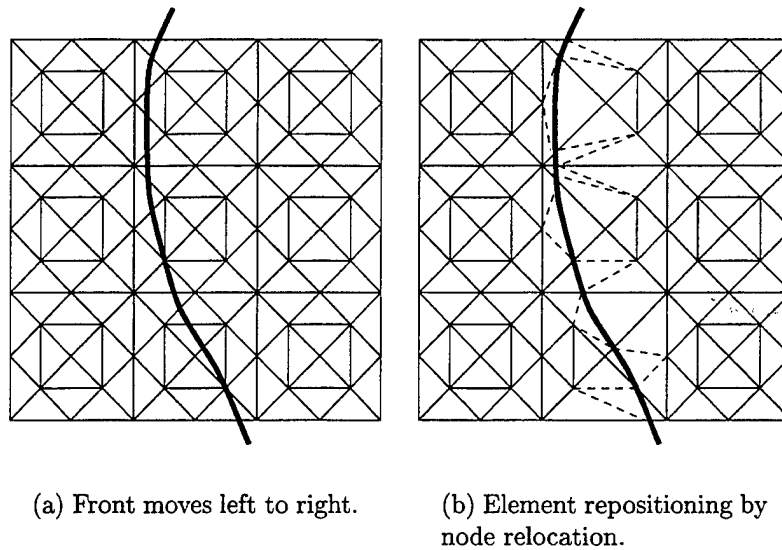 (a) Front moves left to right.
(b) Element repositioning by
node relocation.